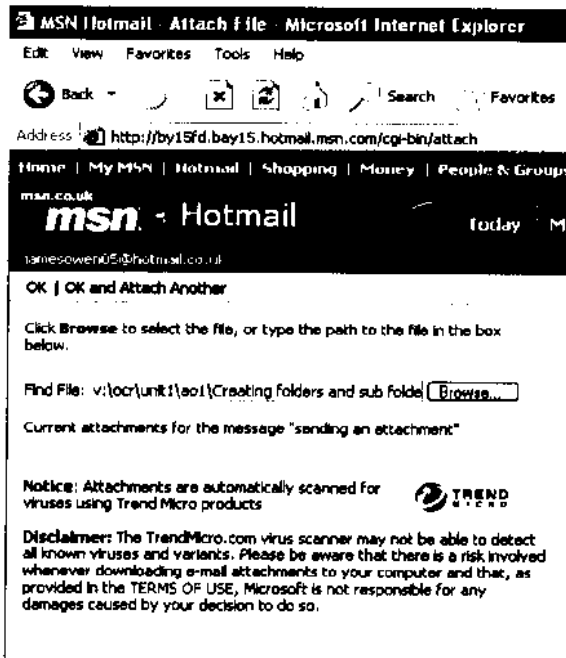 MSN Hotmail - Attach File - Microsoft Internet Explorer
Edit View Favorites Tools Help
Back Search Favorites
Address http://by15fd.bay15.hotmail.msn.com/cgi-bin/attach
Home | My MSN | Hotmail | Shopping | Money | People & Groups
msn.co.uk
msn Hotmail
Today M
jamesowen05@hotmail.co.uk
OK | OK and Attach Another
Click Browse to select the file, or type the path to the file in the box
below.
Find File: v:\ocr\unit1\ao1\Creating folders and sub folde Browse...
Current attachments for the message "sending an attachment"
Notice: Attachments are automatically scanned for
viruses using Trend Micro products
TREND
MICRO
Disclaimer: The TrendMicro.com virus scanner may not be able to detect
all known viruses and variants. Please be aware that there is a risk involved
whenever downloading e-mail attachments to your computer and that, as
provided in the TERMS OF USE, Microsoft is not responsible for any
damages caused by your decision to do so.